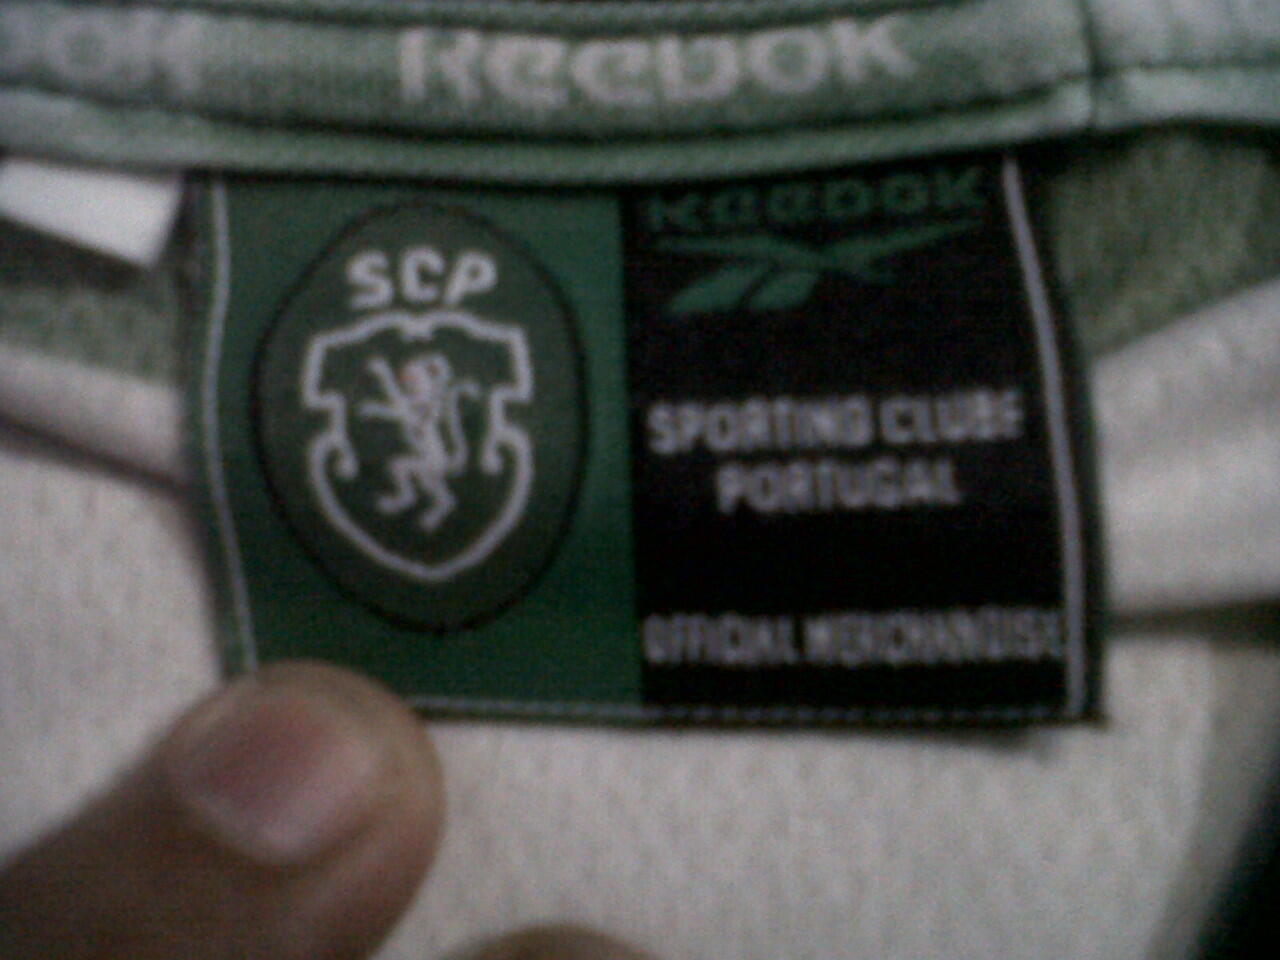 Reebok
SCP
Reebok
SPORTING CLUBE
PORTUGAL
OFFICIAL MERCHANDISE